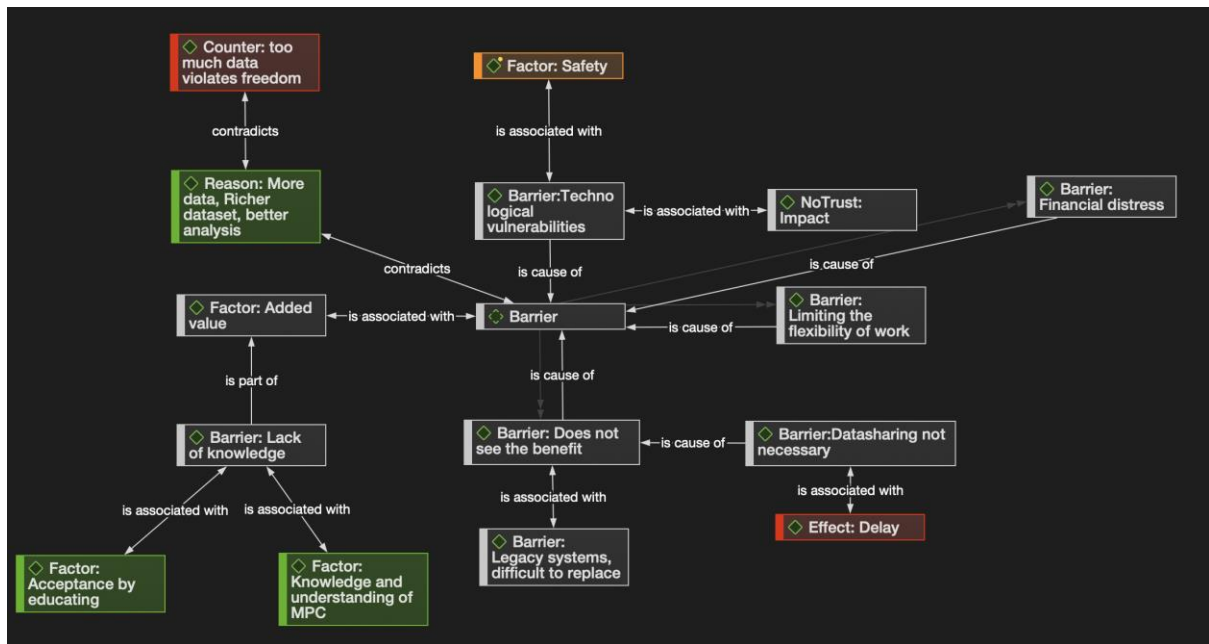 Counter: too
much data
violates freedom
Factor: Safety
contradicts
is associated with
Reason: More
data, Richer
dataset, better
analysis
Barrier:Techno
logical
vulnerabilities
is associated with
NoTrust:
Impact
Barrier:
Financial distress
contradicts
is cause of
is cause of
Factor: Added
value
is associated with
Barrier
Barrier:
Limiting the
flexibility of work
is cause of
is part of
is cause of
Barrier: Lack
of knowledge
Barrier: Does not
see the benefit
is cause of
Barrier:Datasharing not
necessary
is associated with
is associated with
is associated with
is associated with
Effect: Delay
Factor:
Acceptance by
educating
Factor:
Knowledge and
understanding of
MPC
Barrier:
Legacy systems,
difficult to replace